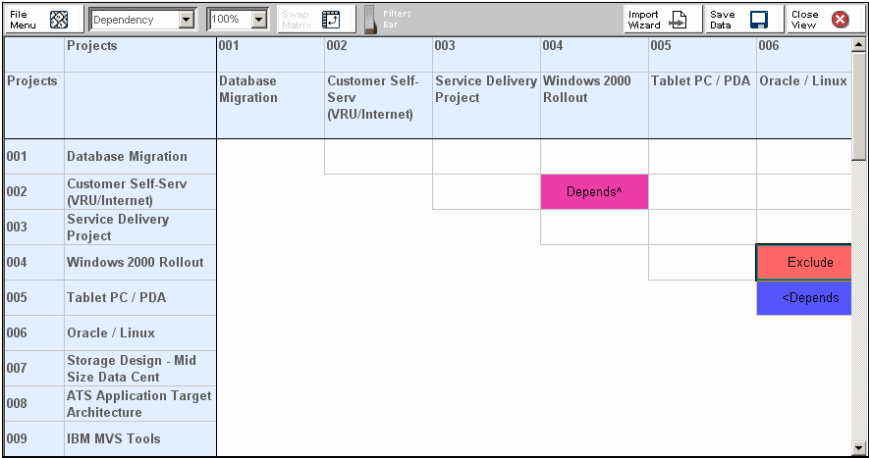 File Menu
Dependency
100%
Swap Matrix
Filters Bar
Import Wizard
Save Data
Close View
Projects 001 002 003 004 005 006
Projects Database Migration Customer Self-Serv (VRU/Internet) Service Delivery Project Windows 2000 Rollout Tablet PC / PDA Oracle / Linux
001 Database Migration
002 Customer Self-Serv (VRU/Internet) Depends^
003 Service Delivery Project
004 Windows 2000 Rollout Exclude
005 Tablet PC / PDA <Depends
006 Oracle / Linux
007 Storage Design - Mid Size Data Cent
008 ATS Application Target Architecture
009 IBM MVS Tools